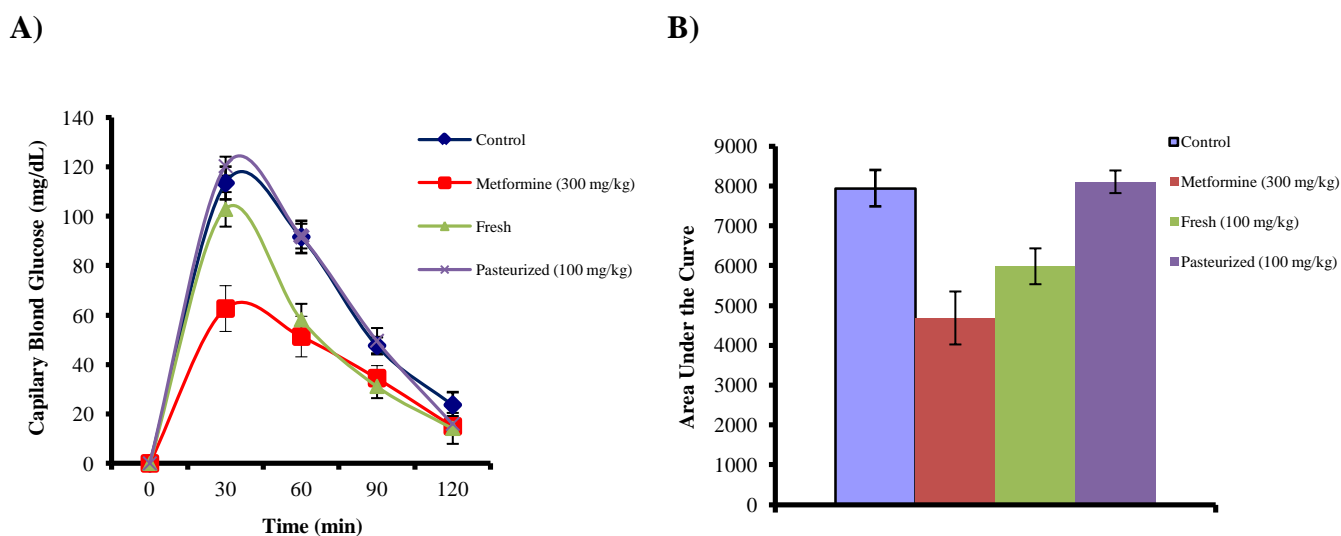 A)
B)
140
120
100
80
60
40
20
0
0 30 60 90 120
Capilary Blond Glucose (mg/dL)
Time (min)
Control
Metformine (300 mg/kg)
Fresh
Pasteurized (100 mg/kg)
9000
8000
7000
6000
5000
4000
3000
2000
1000
0
Area Under the Curve
Control
Metformine (300 mg/kg)
Fresh (100 mg/kg)
Pasteurized (100 mg/kg)